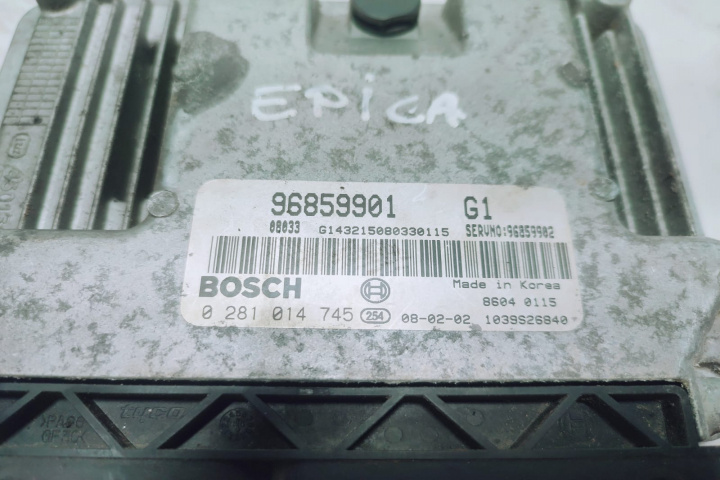 EPiCA
96859901 G1
08033 G143215080330115 SERVNO:96859902
BOSCH Made in Korea
8604 0115
0 281 014 745 254 08-02-02 1039S26840
tyco